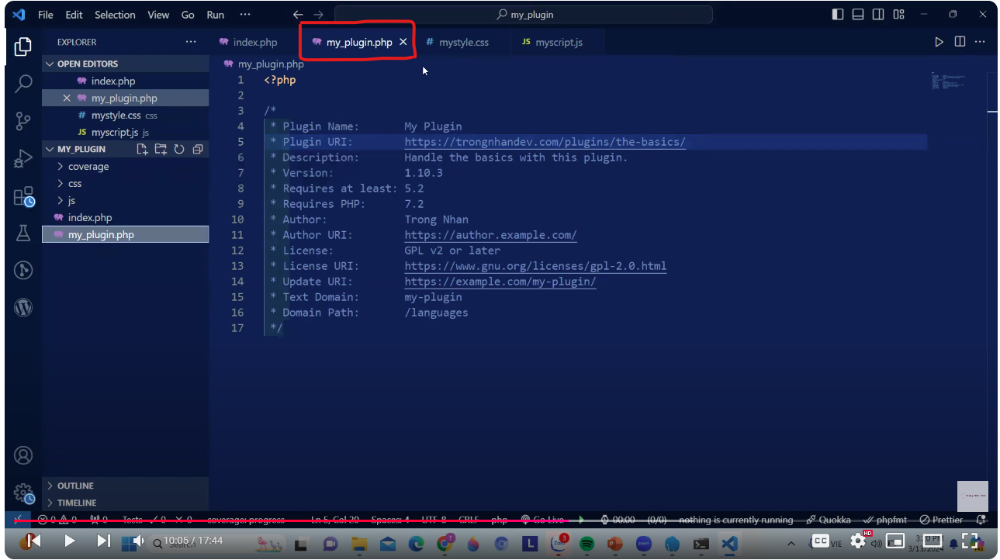 File Edit Selection View Go Run ··· my_plugin
EXPLORER ···
index.php my_plugin.php # mystyle.css JS myscript.js ···
OPEN EDITORS
index.php
my_plugin.php
# mystyle.css css
JS myscript.js js
MY_PLUGIN
coverage
css
js
index.php
my_plugin.php
OUTLINE
TIMELINE
my_plugin.php
1 <?php
2
3 /*
4 * Plugin Name: My Plugin
5 * Plugin URI: https://trongnhandev.com/plugins/the-basics/
6 * Description: Handle the basics with this plugin.
7 * Version: 1.10.3
8 * Requires at least: 5.2
9 * Requires PHP: 7.2
10 * Author: Trong Nhan
11 * Author URI: https://author.example.com/
12 * License: GPL v2 or later
13 * License URI: https://www.gnu.org/licenses/gpl-2.0.html
14 * Update URI: https://example.com/my-plugin/
15 * Text Domain: my-plugin
16 * Domain Path: /languages
17 */
0 0 0 Tests 0 0 coverage: progress Ln 5, Col 20 Spaces: 4 UTF-8 CRLF php Go Live 00:00 (0/0) nothing is currently running Quokka phpfmt Prettier
10:05 / 17:44 Search L 3 CC VIE HD PM
3/13/2024